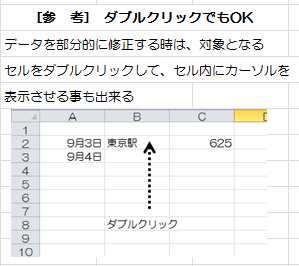 [参　考]　ダブルクリックでもOK
データを部分的に修正する時は、対象となる
セルをダブルクリックして、セル内にカーソルを
表示させる事も出来る
A B C D
1
2 9月3日 東京駅 625
3 9月4日
4
5
6
7
8 ダブルクリック
9
10